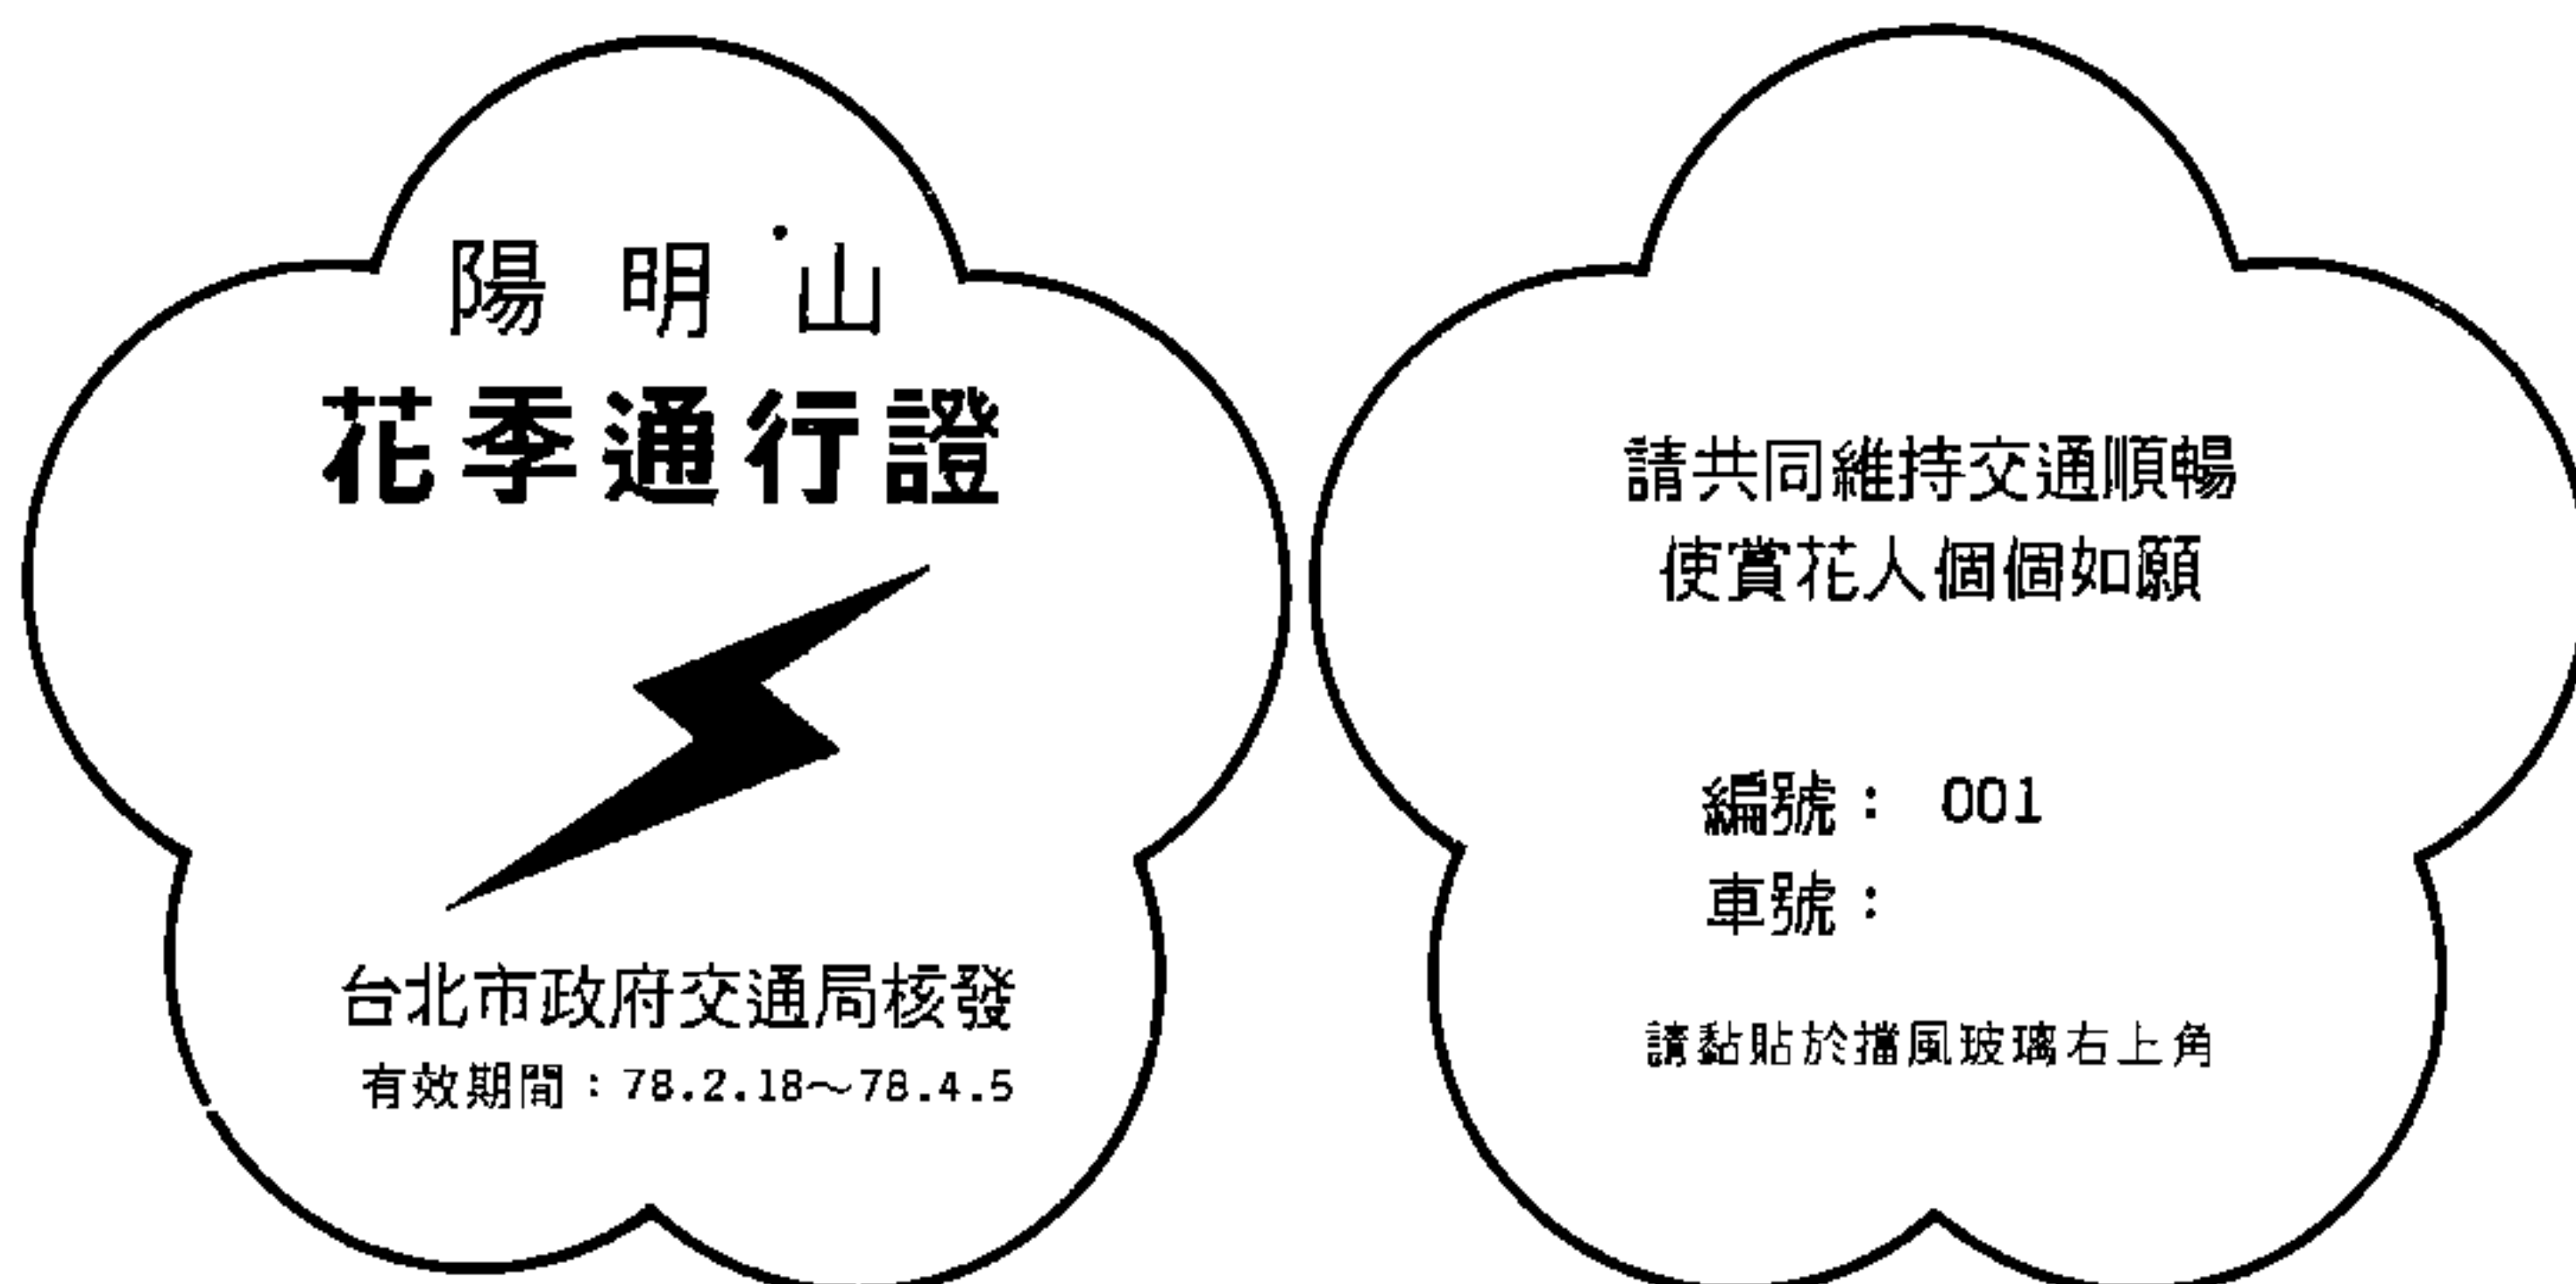 陽明山
花季通行證
台北市政府交通局核發
有效期間：78.2.18～78.4.5
請共同維持交通順暢
使賞花人個個如願
編號： 001
車號：
請黏貼於擋風玻璃右上角